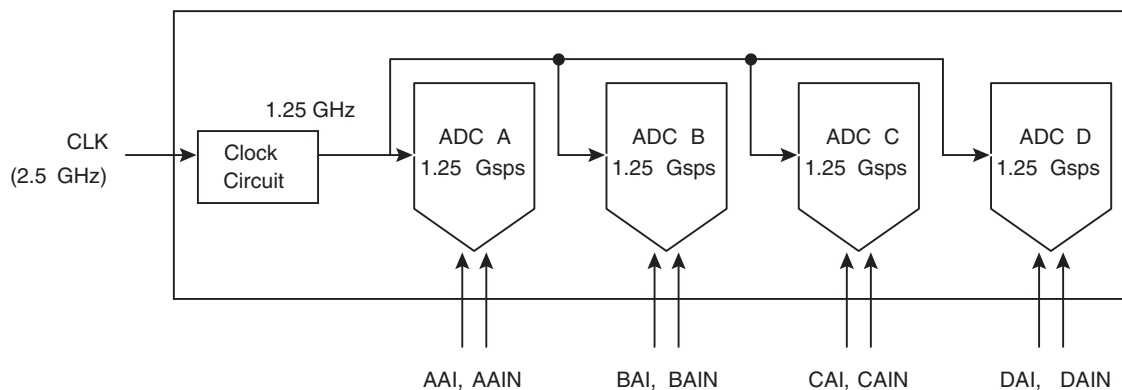 1.25 GHz
CLK
(2.5 GHz)
Clock
Circuit
ADC A
1.25 Gsps
ADC B
1.25 Gsps
ADC C
1.25 Gsps
ADC D
1.25 Gsps
AAI, AAIN
BAI, BAIN
CAI, CAIN
DAI, DAIN